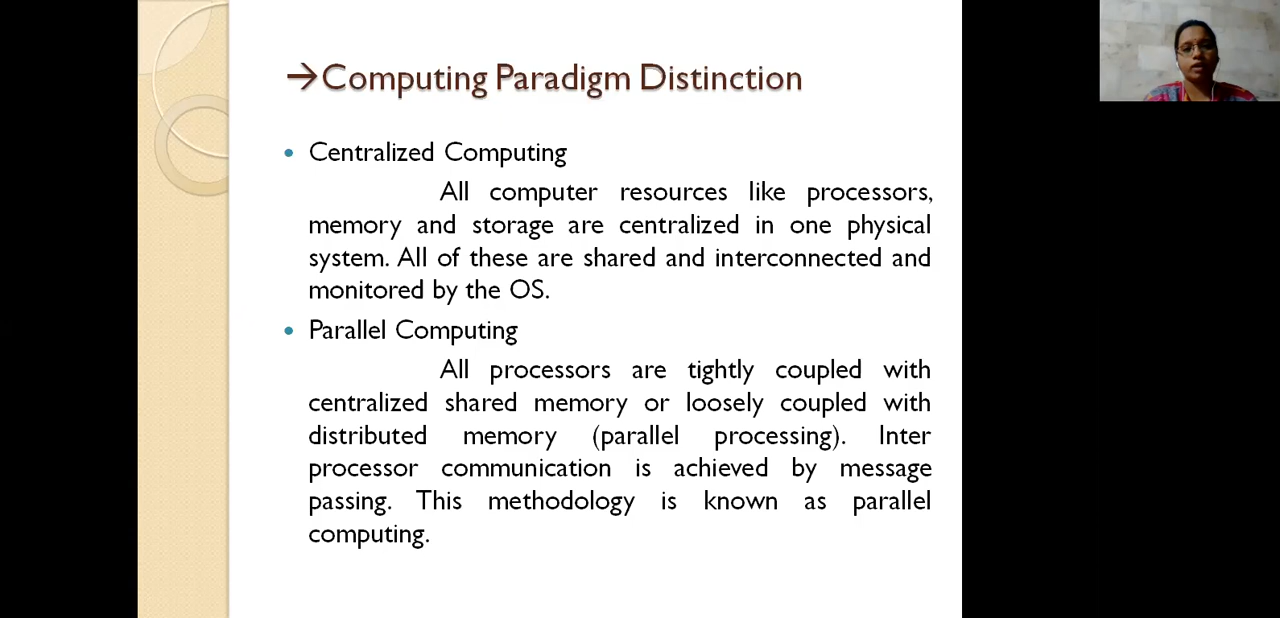 →Computing Paradigm Distinction
• Centralized Computing
All computer resources like processors,
memory and storage are centralized in one physical
system. All of these are shared and interconnected and
monitored by the OS.
• Parallel Computing
All processors are tightly coupled with
centralized shared memory or loosely coupled with
distributed memory (parallel processing). Inter
processor communication is achieved by message
passing. This methodology is known as parallel
computing.